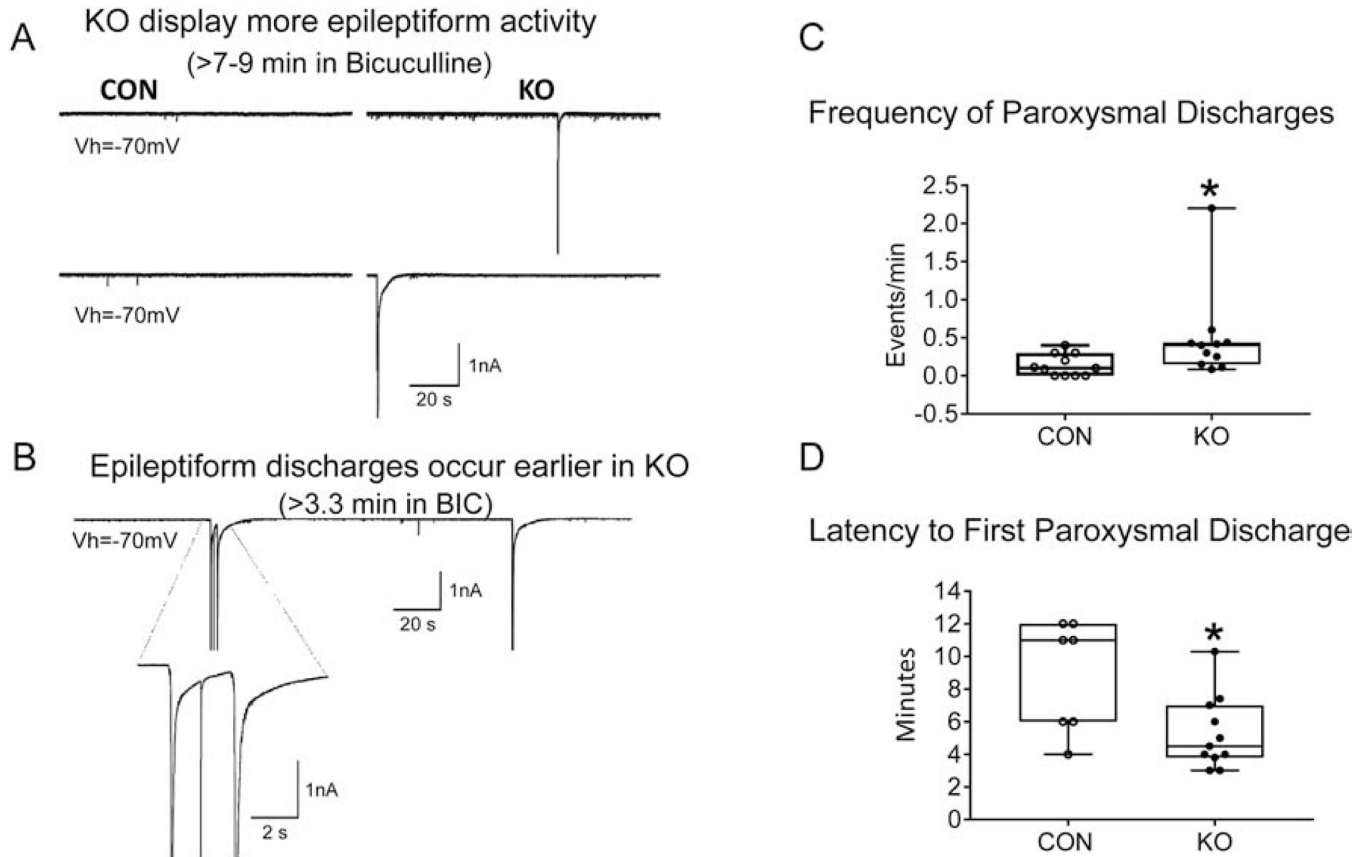 A
KO display more epileptiform activity
(>7-9 min in Bicuculline)
CON
KO
Vh=-70mV
Vh=-70mV
1nA
20 s
B
Epileptiform discharges occur earlier in KO
(>3.3 min in BIC)
Vh=-70mV
1nA
20 s
1nA
2 s
C
Frequency of Paroxysmal Discharges
*
2.5
2.0
1.5
1.0
0.5
0.0
-0.5
Events/min
CON
KO
D
Latency to First Paroxysmal Discharge
*
14
12
10
8
6
4
2
0
Minutes
CON
KO